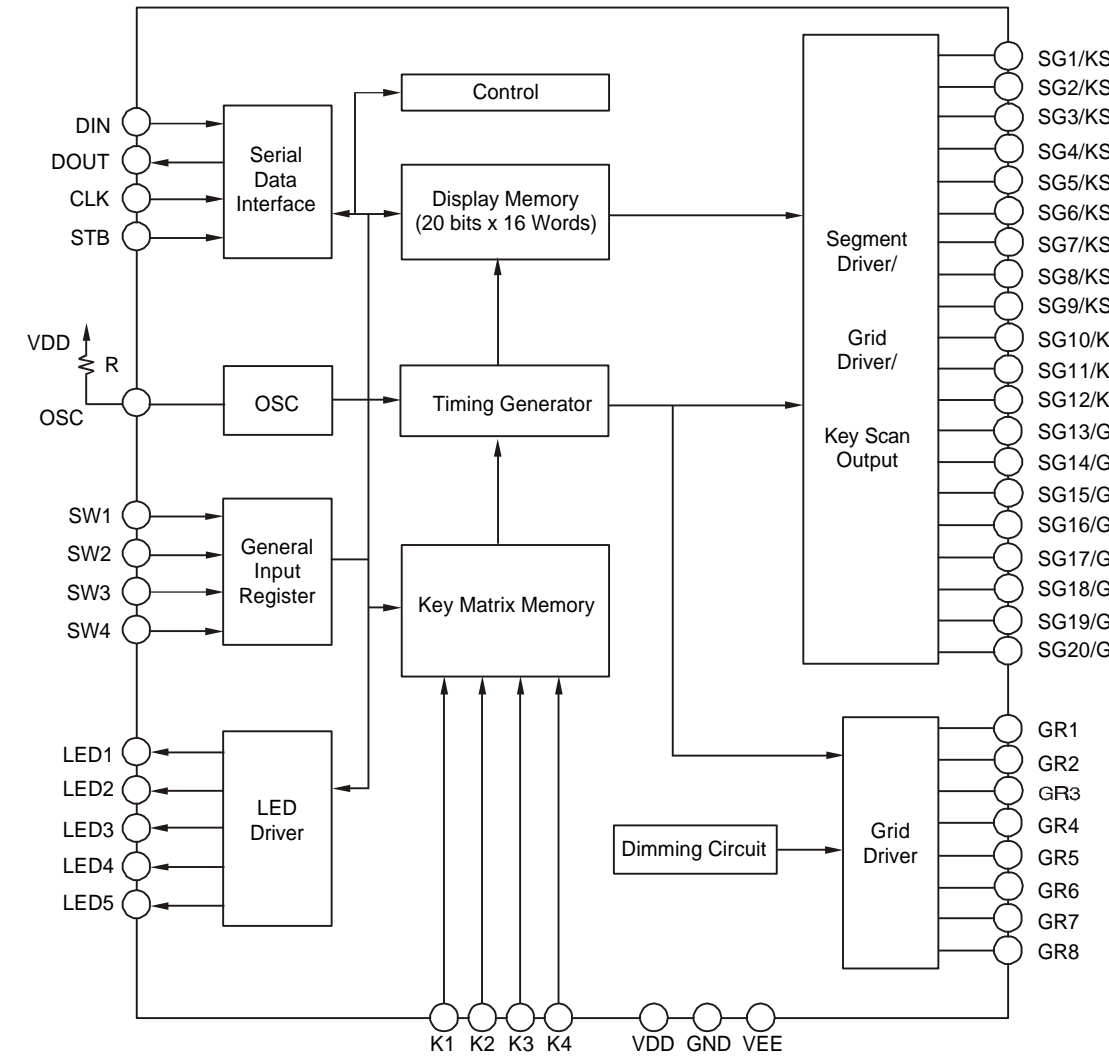 Control
DIN
DOUT
CLK
STB
Serial
Data
Interface
Display Memory
(20 bits x 16 Words)
VDD
R
OSC
OSC
Timing Generator
SW1
SW2
SW3
SW4
General
Input
Register
Key Matrix Memory
LED1
LED2
LED3
LED4
LED5
LED
Driver
Dimming Circuit
Segment
Driver/
Grid
Driver/
Key Scan
Output
Grid
Driver
SG1/KS
SG2/KS
SG3/KS
SG4/KS
SG5/KS
SG6/KS
SG7/KS
SG8/KS
SG9/KS
SG10/K
SG11/K
SG12/K
SG13/G
SG14/G
SG15/G
SG16/G
SG17/G
SG18/G
SG19/G
SG20/G
GR1
GR2
GR3
GR4
GR5
GR6
GR7
GR8
K1 K2 K3 K4 VDD GND VEE